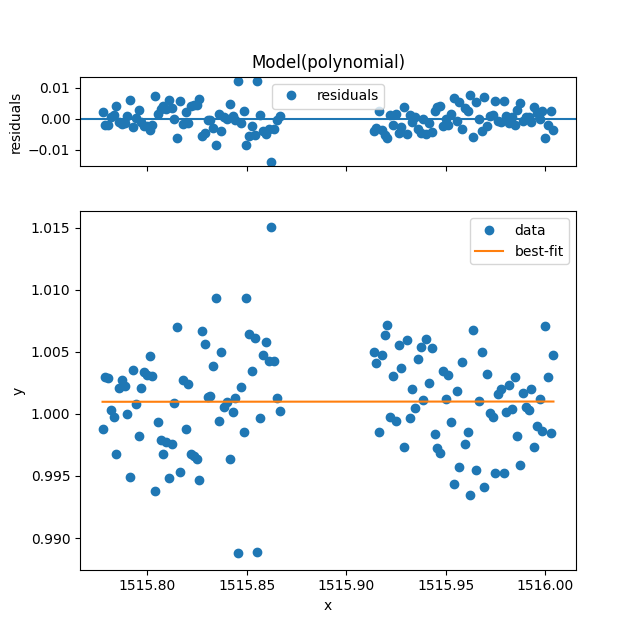 Model(polynomial)
0.01
0.00
−0.01
residuals
residuals
1.015
1.010
1.005
1.000
0.995
0.990
y
data
best-fit
1515.80 1515.85 1515.90 1515.95 1516.00
x